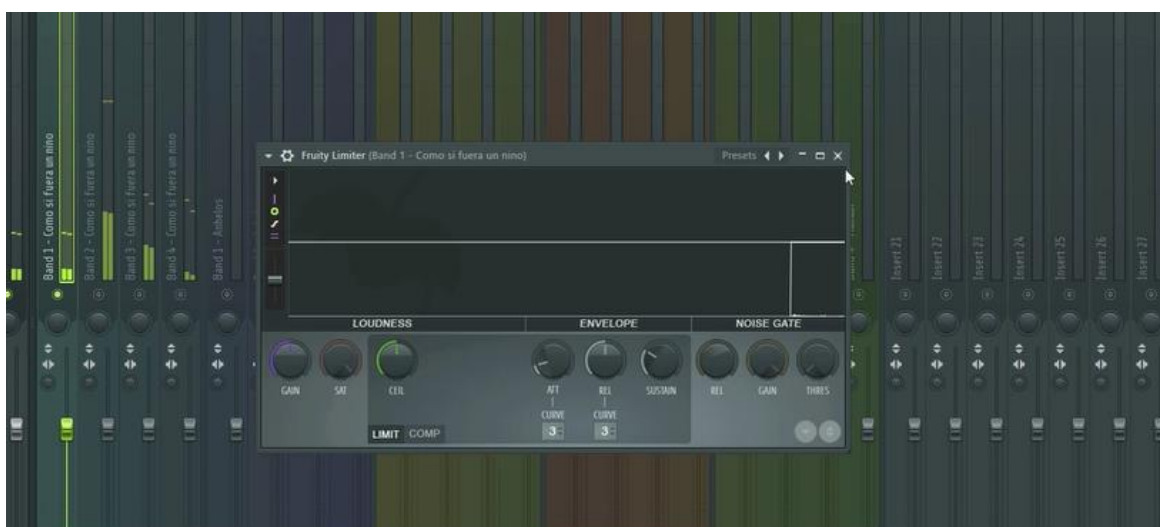 Fruity Limiter (Band 1 - Como si fuera un nino)
Presets
Band 1 - Como si fuera un nino
Band 2 - Como si fuera un nino
Band 3 - Como si fuera un nino
Band 4 - Como si fuera un nino
Band 1 - Anhelos
Insert 21
Insert 22
Insert 23
Insert 24
Insert 25
Insert 26
Insert 27
LOUDNESS
ENVELOPE
NOISE GATE
GAIN
SAT
CEIL
ATT
REL
SUSTAIN
REL
GAIN
THRES
CURVE
CURVE
LIMIT COMP
3
3